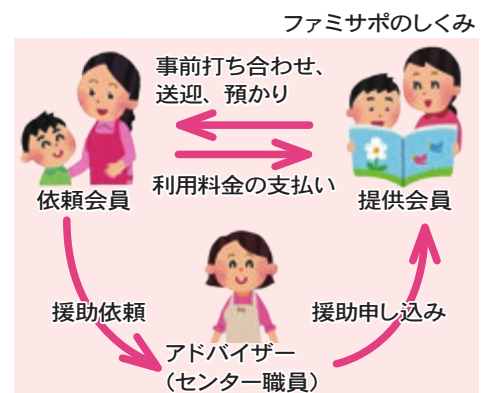 ファミサポのしくみ
事前打ち合わせ、
送迎、預かり
利用料金の支払い
依頼会員
提供会員
援助依頼
援助申し込み
アドバイザー
（センター職員）